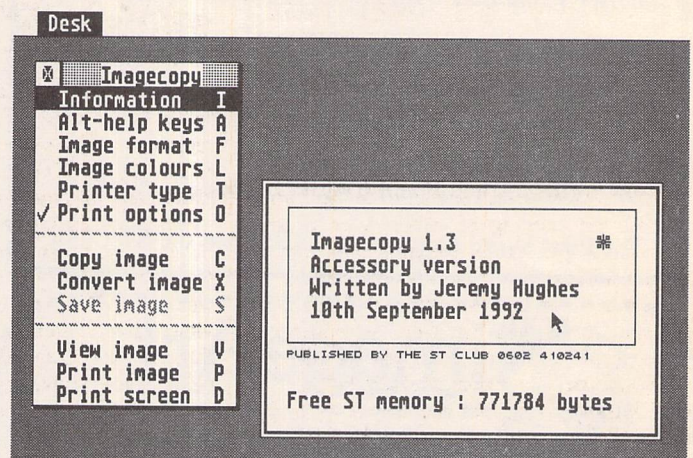 Desk
Imagecopy
Information I
Alt-help keys A
Image format F
Image colours L
Printer type T
✓ Print options O
Copy image C
Convert image X
Save image S
View image V
Print image P
Print screen D
Imagecopy 1.3
Accessory version
Written by Jeremy Hughes
10th September 1992
PUBLISHED BY THE ST CLUB 0602 410241
Free ST memory : 771784 bytes